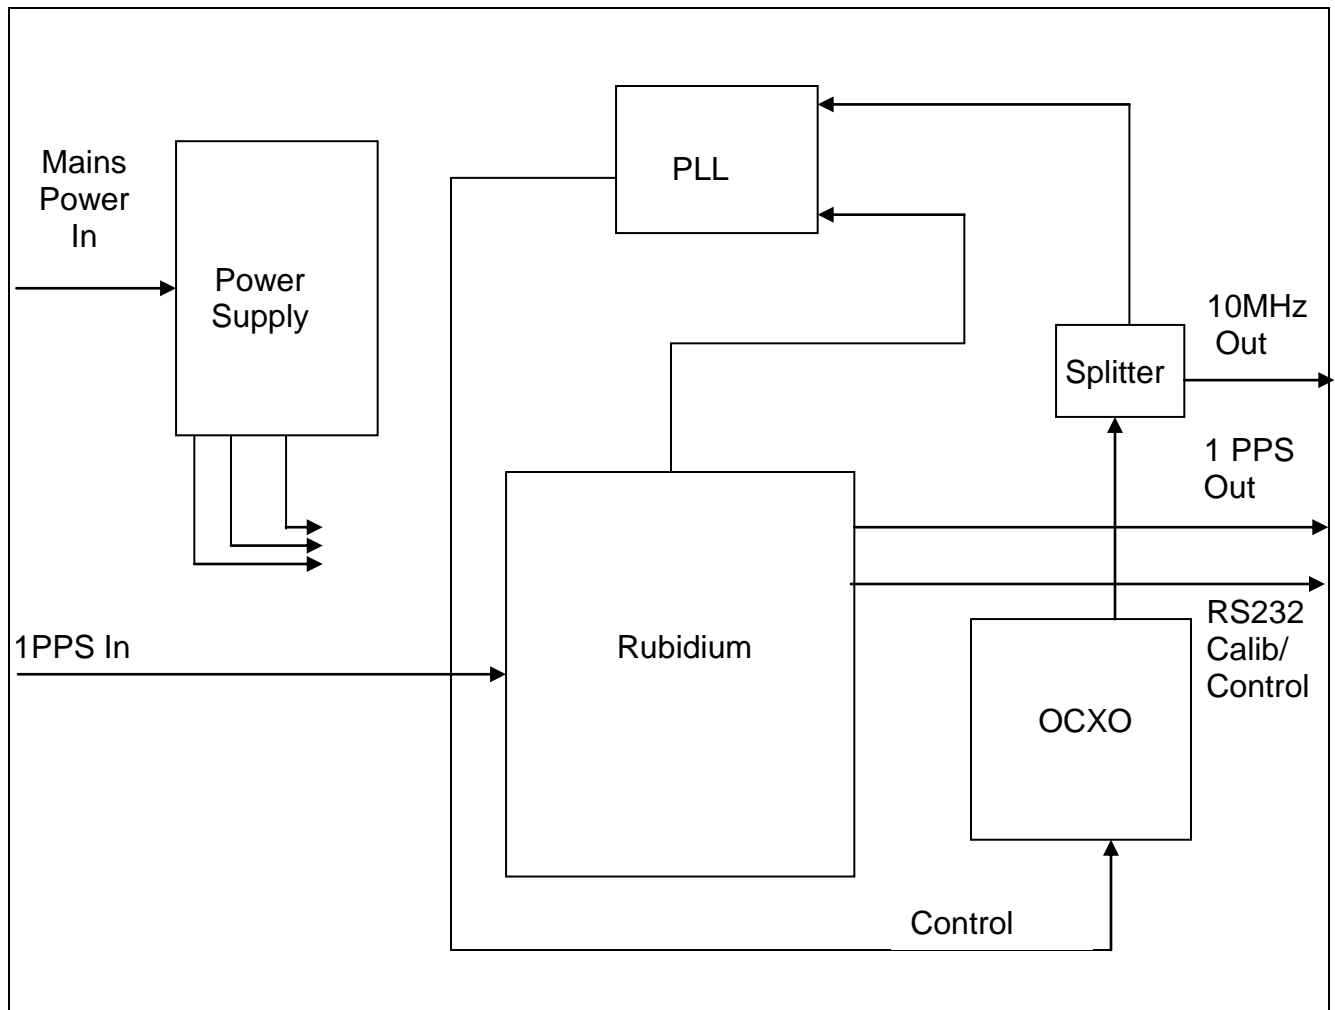 Mains
Power
In
Power
Supply
PLL
10MHz
Out
Splitter
1 PPS
Out
1PPS In
Rubidium
RS232
Calib/
Control
OCXO
Control